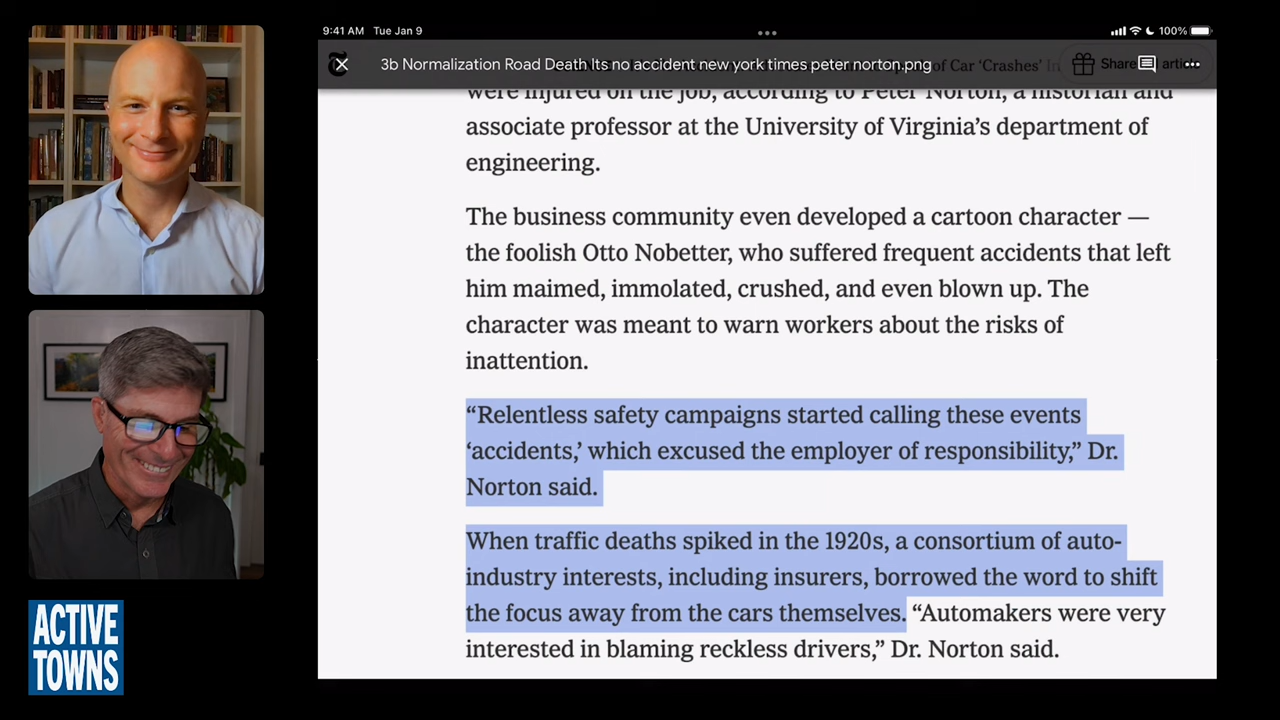 9:41 AM Tue Jan 9
100%
3b Normalization Road Death Its no accident new york times peter norton.png
of Car ‘Crashes’
Share
were injured on the job, according to Peter Norton, a historian and
associate professor at the University of Virginia’s department of
engineering.
The business community even developed a cartoon character —
the foolish Otto Nobetter, who suffered frequent accidents that left
him maimed, immolated, crushed, and even blown up. The
character was meant to warn workers about the risks of
inattention.
“Relentless safety campaigns started calling these events
‘accidents,’ which excused the employer of responsibility,” Dr.
Norton said.
When traffic deaths spiked in the 1920s, a consortium of auto-
industry interests, including insurers, borrowed the word to shift
the focus away from the cars themselves. “Automakers were very
interested in blaming reckless drivers,” Dr. Norton said.
ACTIVE
TOWNS